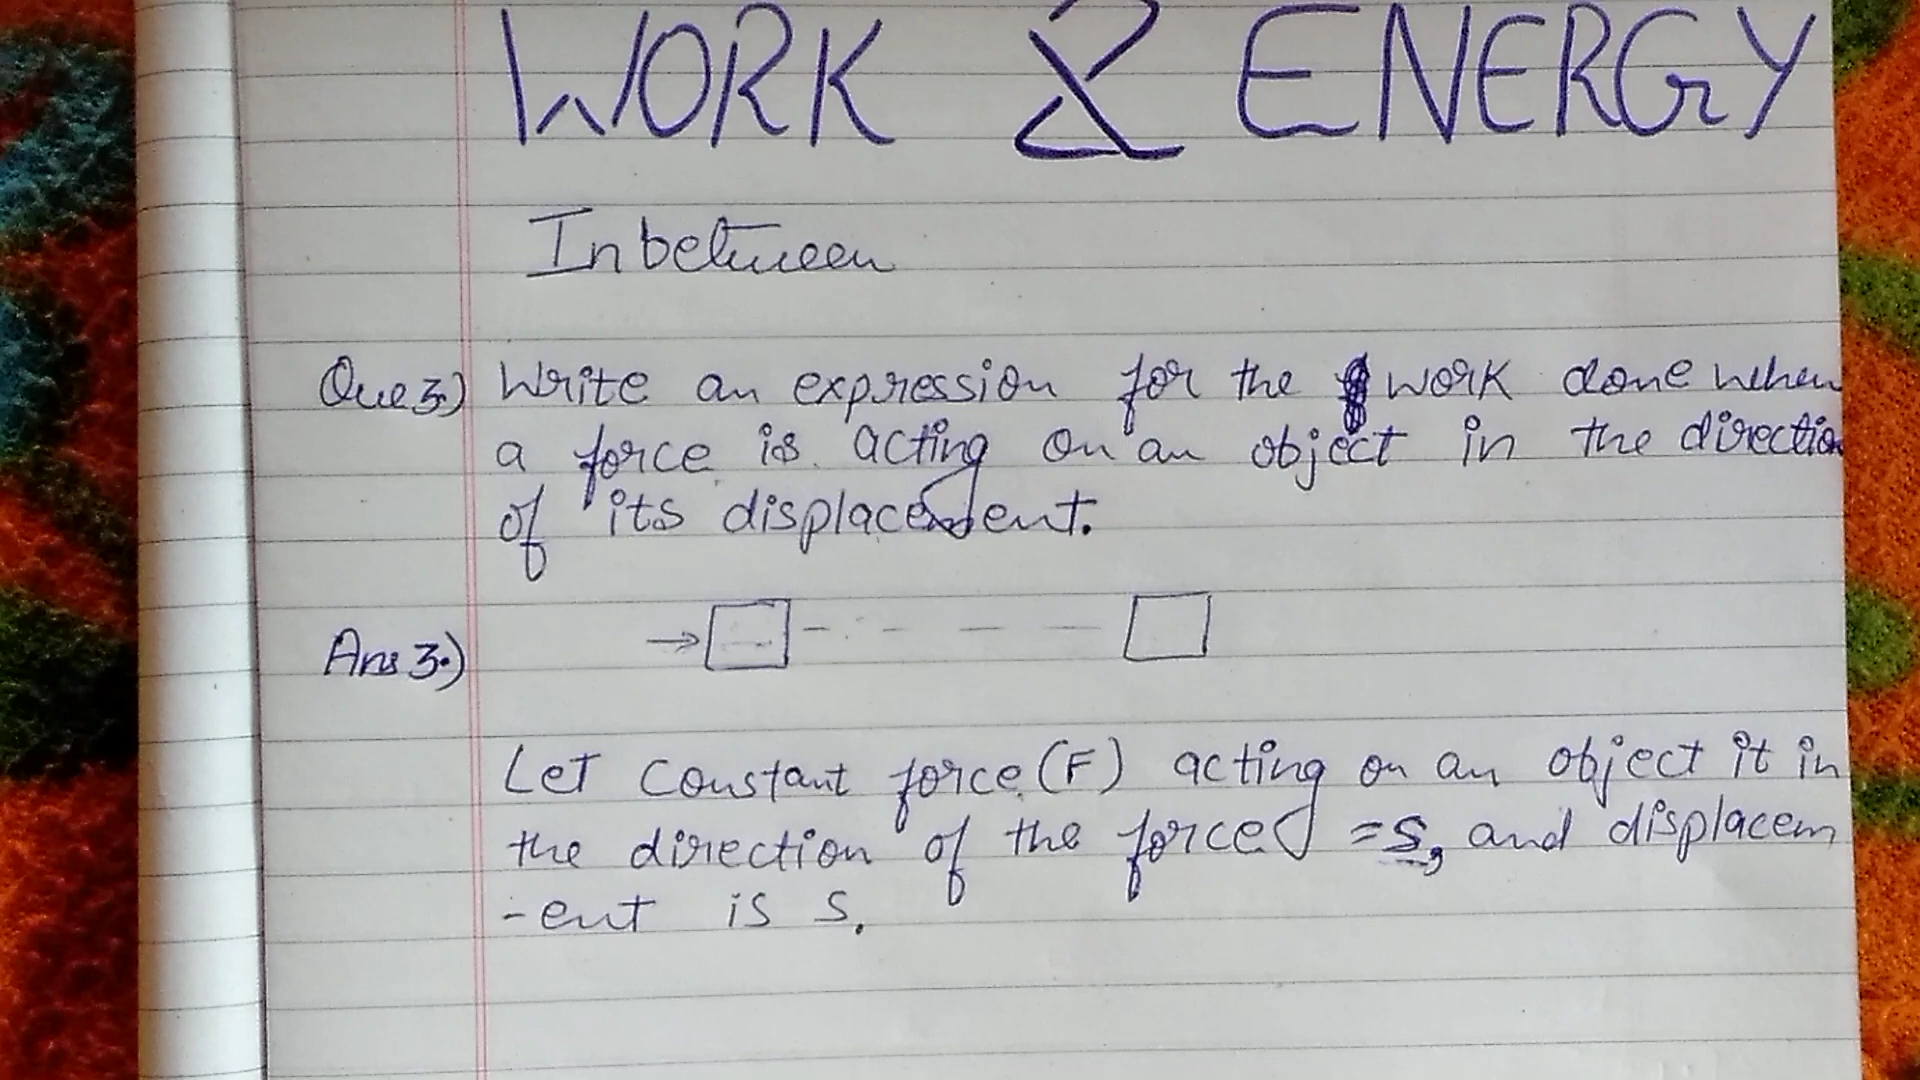 WORK & ENERGY
Inbetween
Que 3.) Write an expression for the work done when
a force is acting on an object in the direction
of its displacement.
Ans 3.)
Let constant force (F) acting on an object it in
the direction of the force = s, and displacem
-ent is s.